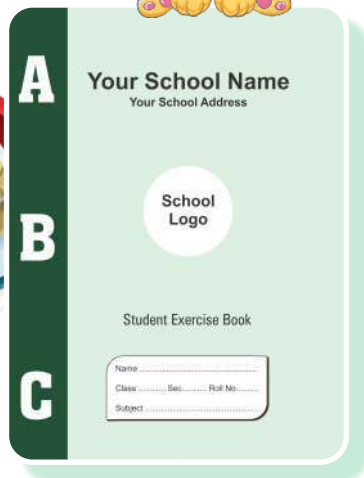 A
B
C
Your School Name
Your School Address
School
Logo
Student Exercise Book
Name ........................................
Class ............ Sec. .......... Roll No. ..........
Subject ........................................